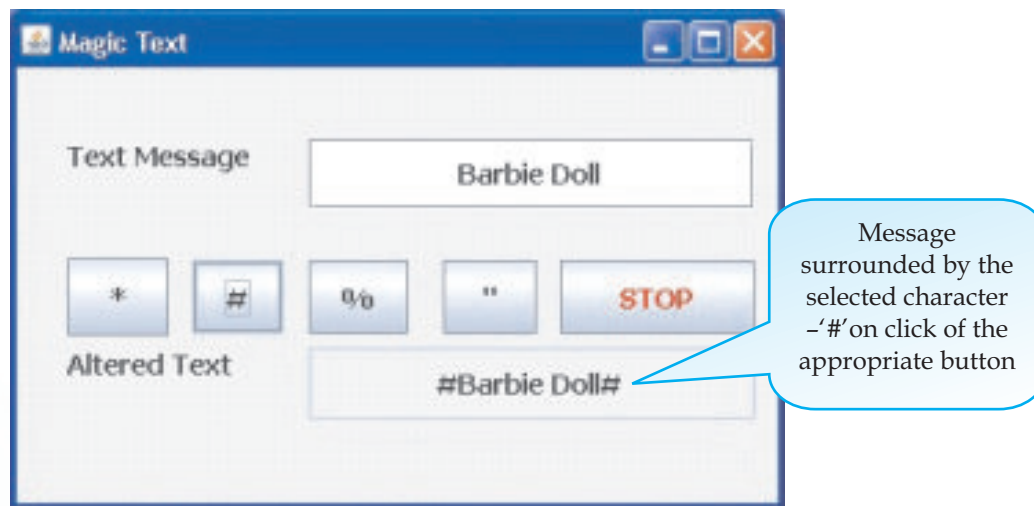 Magic Text
Text Message
Barbie Doll
* # % " STOP
Altered Text
#Barbie Doll#
Message
surrounded by the
selected character
–‘#’on click of the
appropriate button